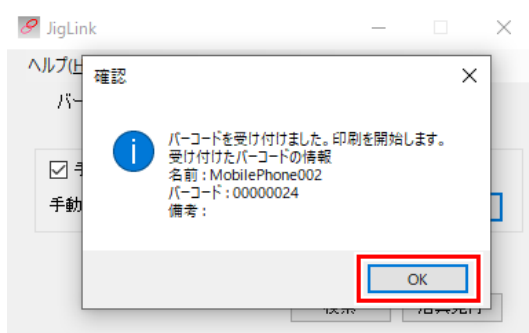 JigLink
ヘルプ(H
確認
バー
バーコードを受け付けました。印刷を開始します。
受け付けたバーコードの情報
名前 : MobilePhone002
バーコード : 00000024
備考 :
手動
OK